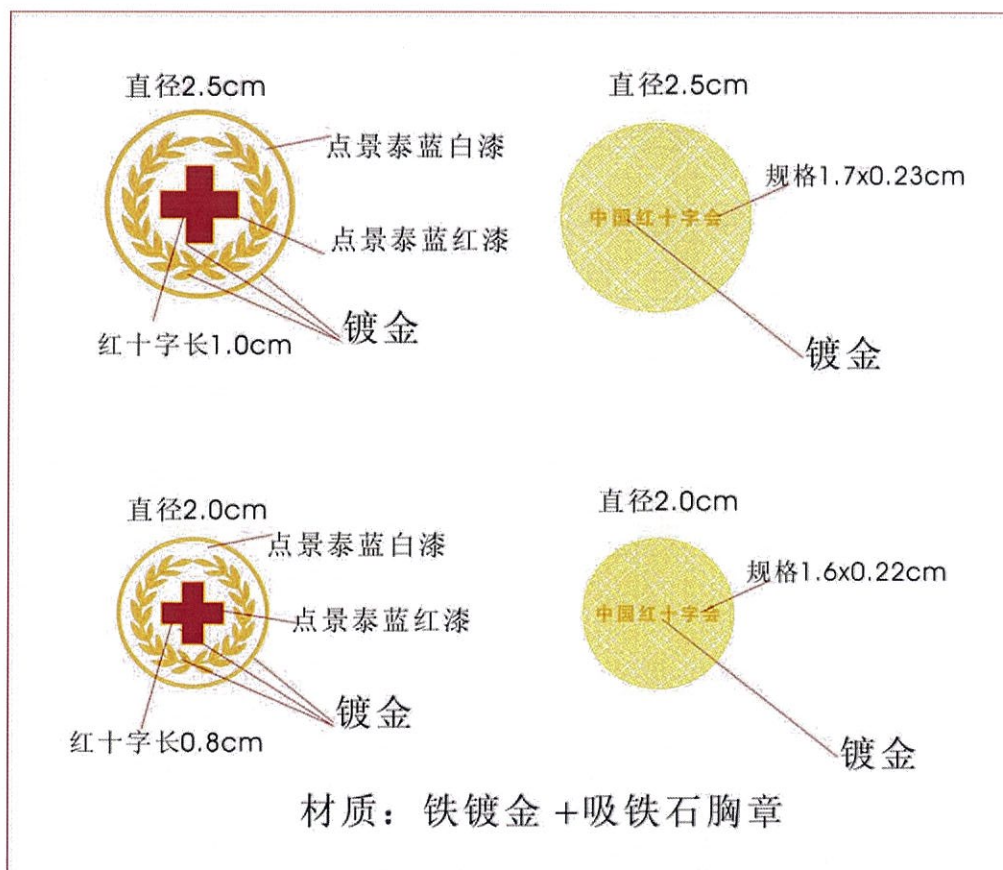 直径2.5cm
直径2.5cm
点景泰蓝白漆
规格1.7x0.23cm
中国红十字会
点景泰蓝红漆
镀金
红十字长1.0cm
镀金
直径2.0cm
直径2.0cm
点景泰蓝白漆
规格1.6x0.22cm
点景泰蓝红漆
中国红十字会
镀金
红十字长0.8cm
镀金
材质：铁镀金+吸铁石胸章